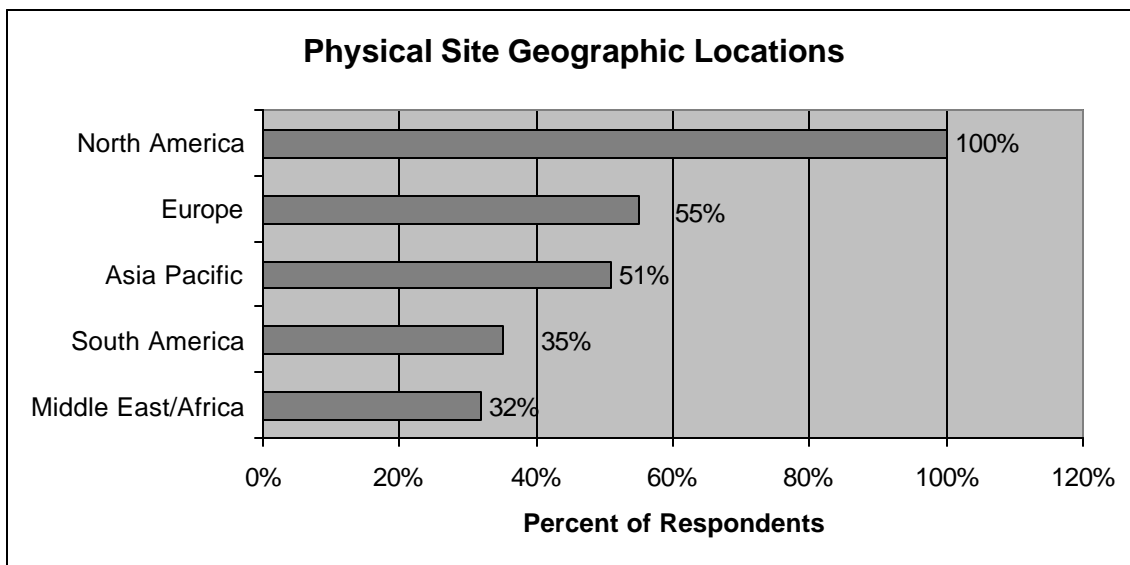 Physical Site Geographic Locations
North America 100%
Europe 55%
Asia Pacific 51%
South America 35%
Middle East/Africa 32%
0% 20% 40% 60% 80% 100% 120%
Percent of Respondents